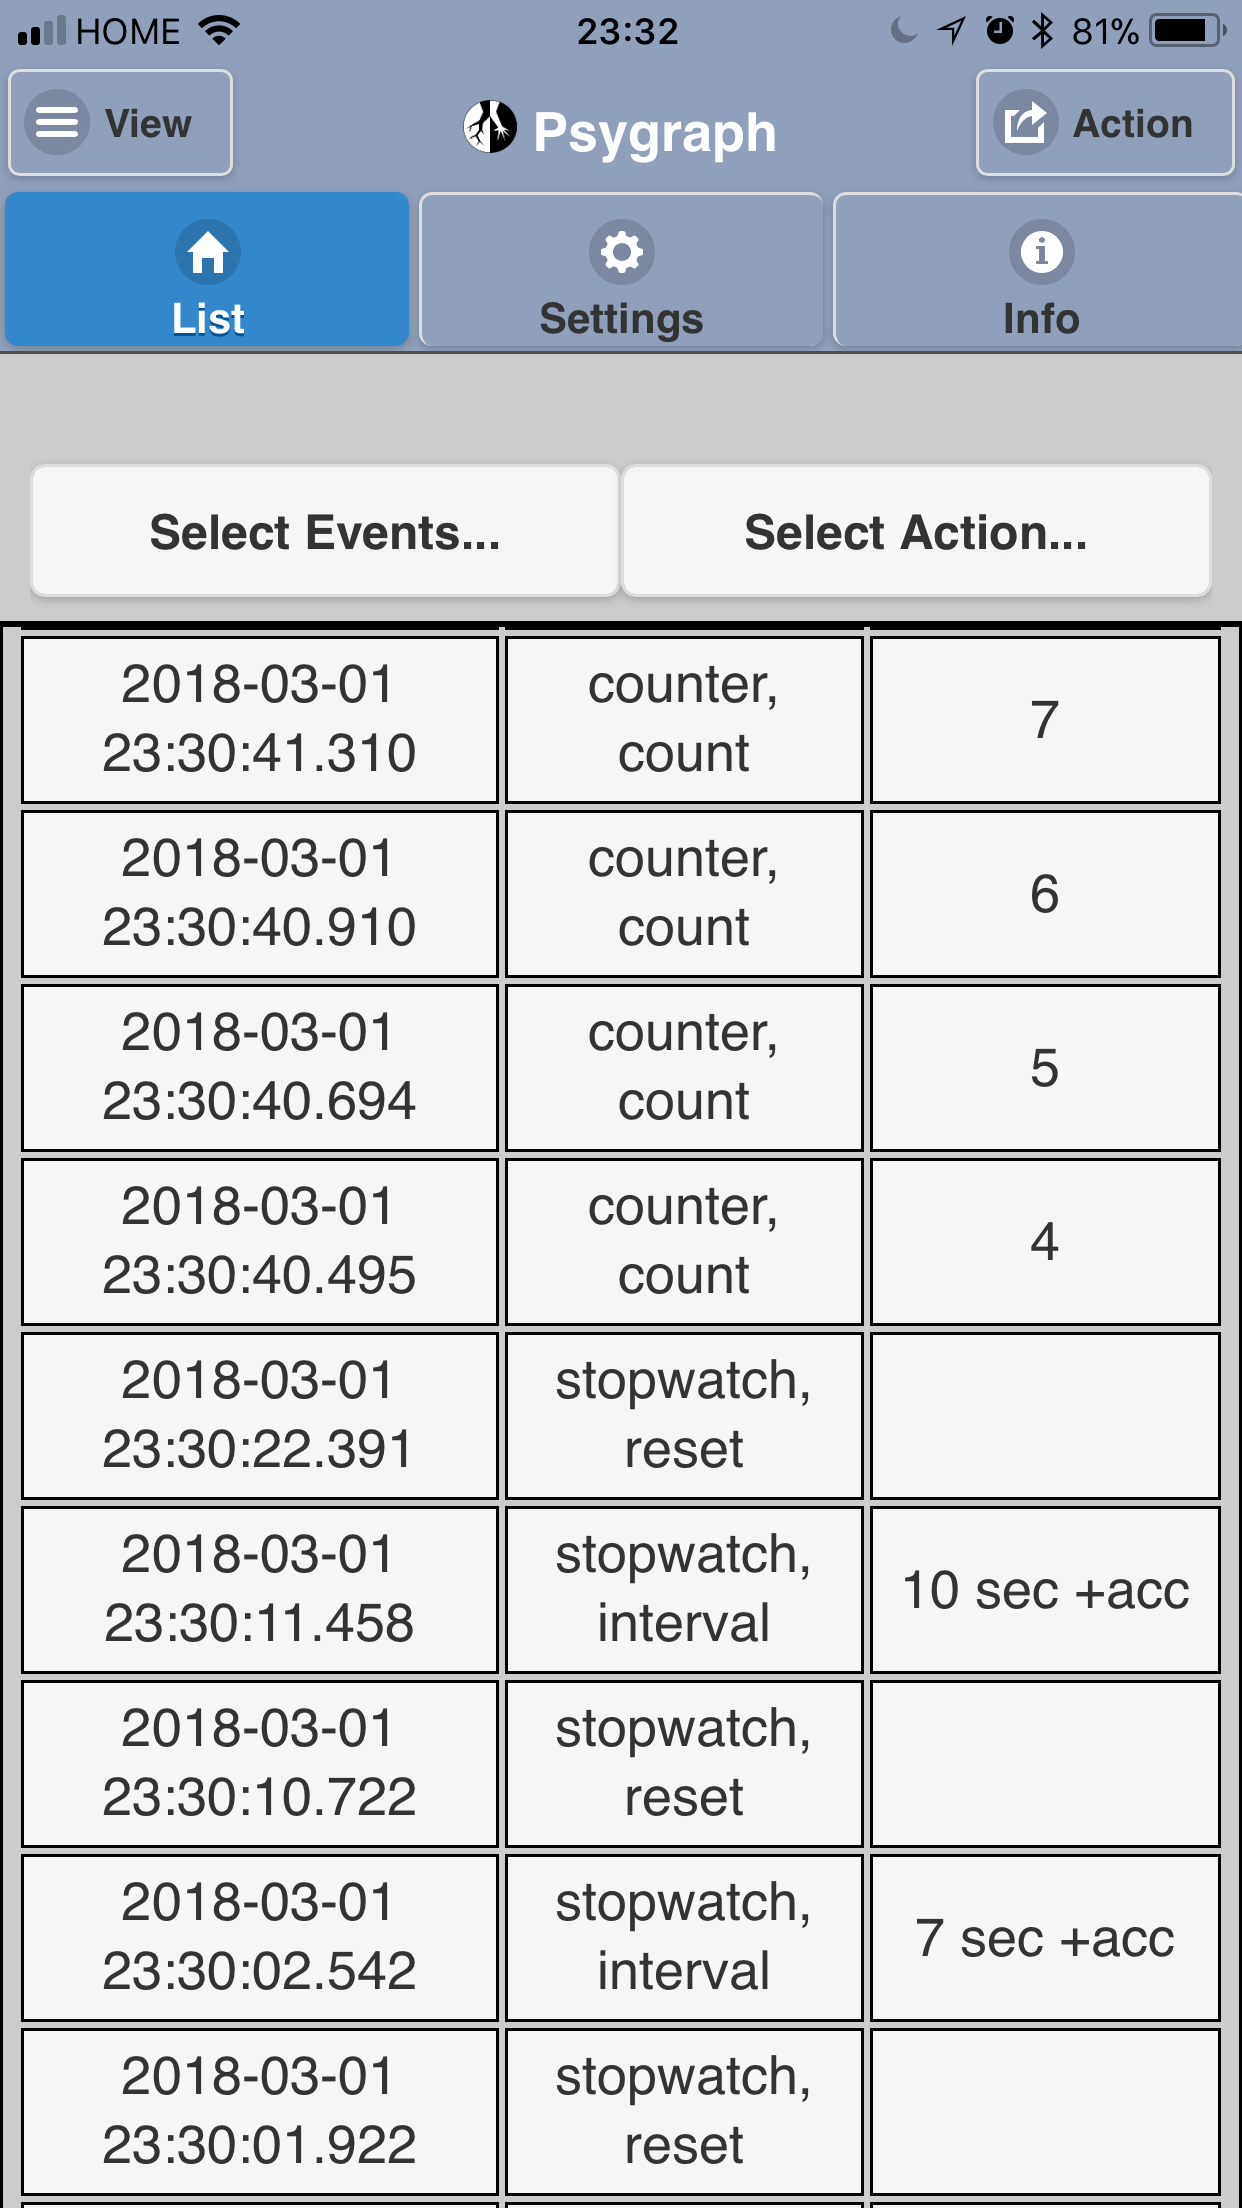 HOME 23:32 81%
View Psygraph Action
List Settings Info
Select Events... Select Action...
2018-03-01 counter,
23:30:41.310 count 7
2018-03-01 counter,
23:30:40.910 count 6
2018-03-01 counter,
23:30:40.694 count 5
2018-03-01 counter,
23:30:40.495 count 4
2018-03-01 stopwatch,
23:30:22.391 reset
2018-03-01 stopwatch,
23:30:11.458 interval 10 sec +acc
2018-03-01 stopwatch,
23:30:10.722 reset
2018-03-01 stopwatch,
23:30:02.542 interval 7 sec +acc
2018-03-01 stopwatch,
23:30:01.922 reset